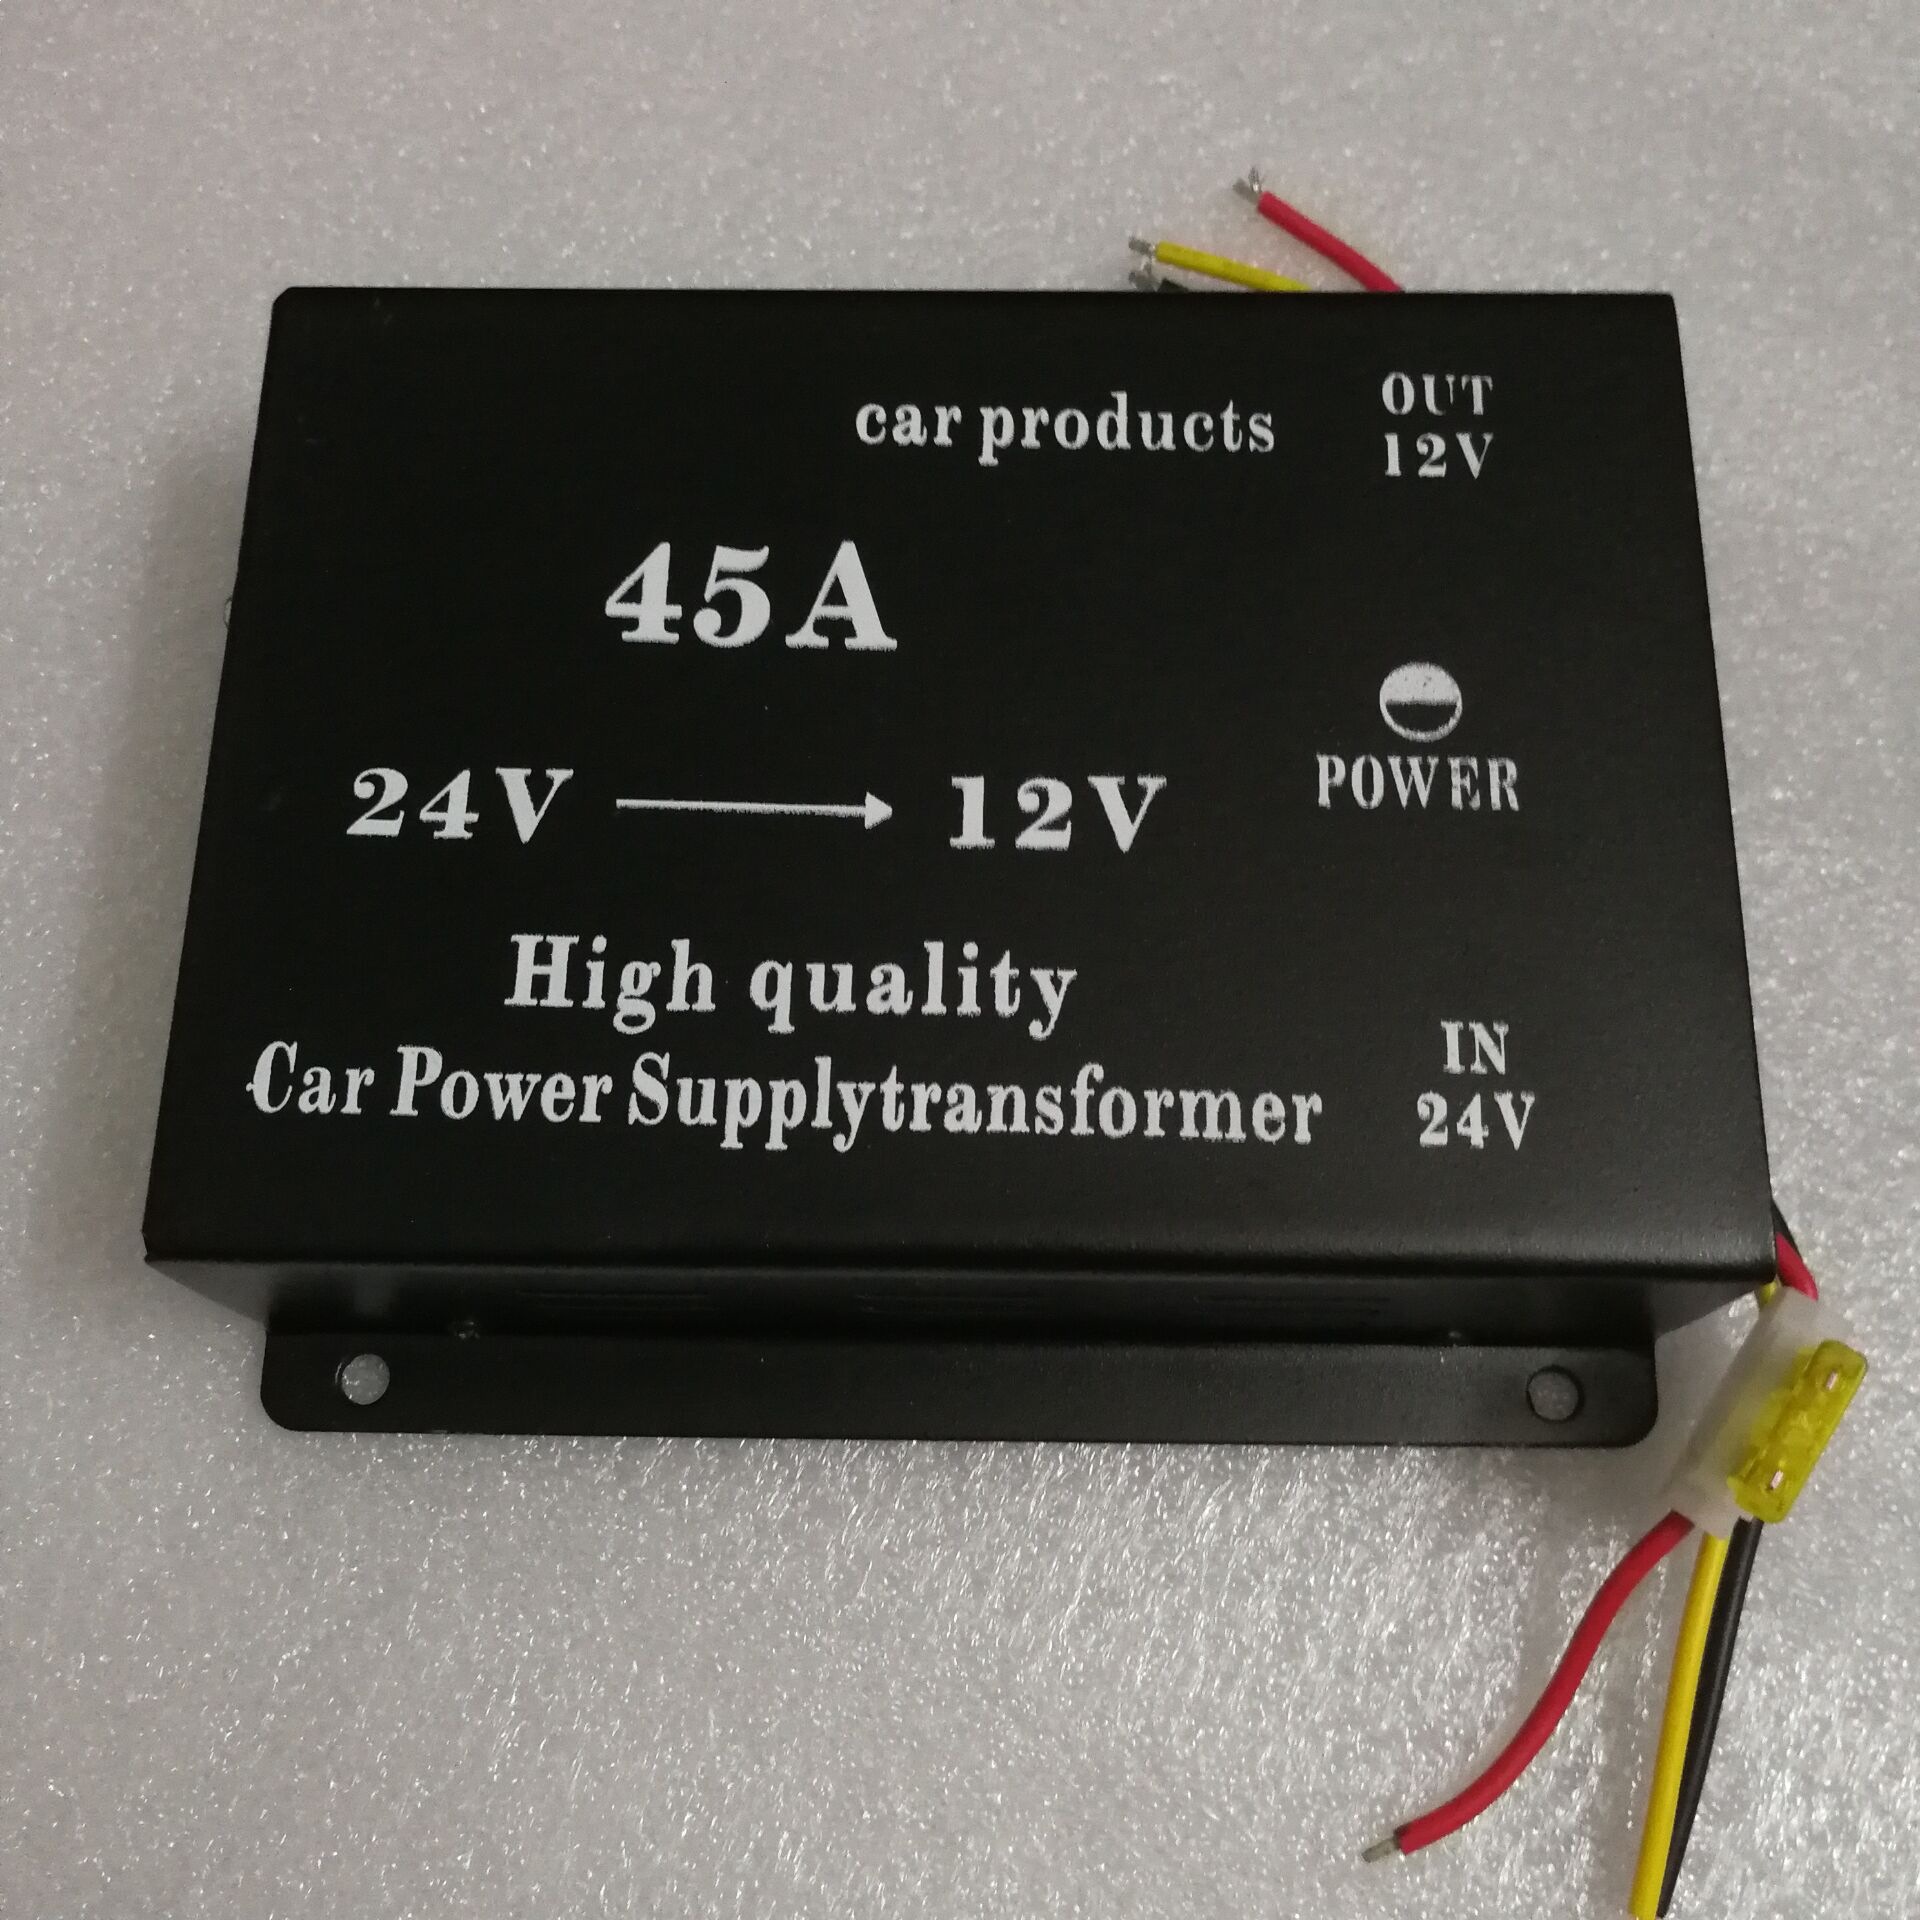 car products
OUT
12V
45A
POWER
24V 12V
High quality
Car Power Supplytransformer
IN
24V